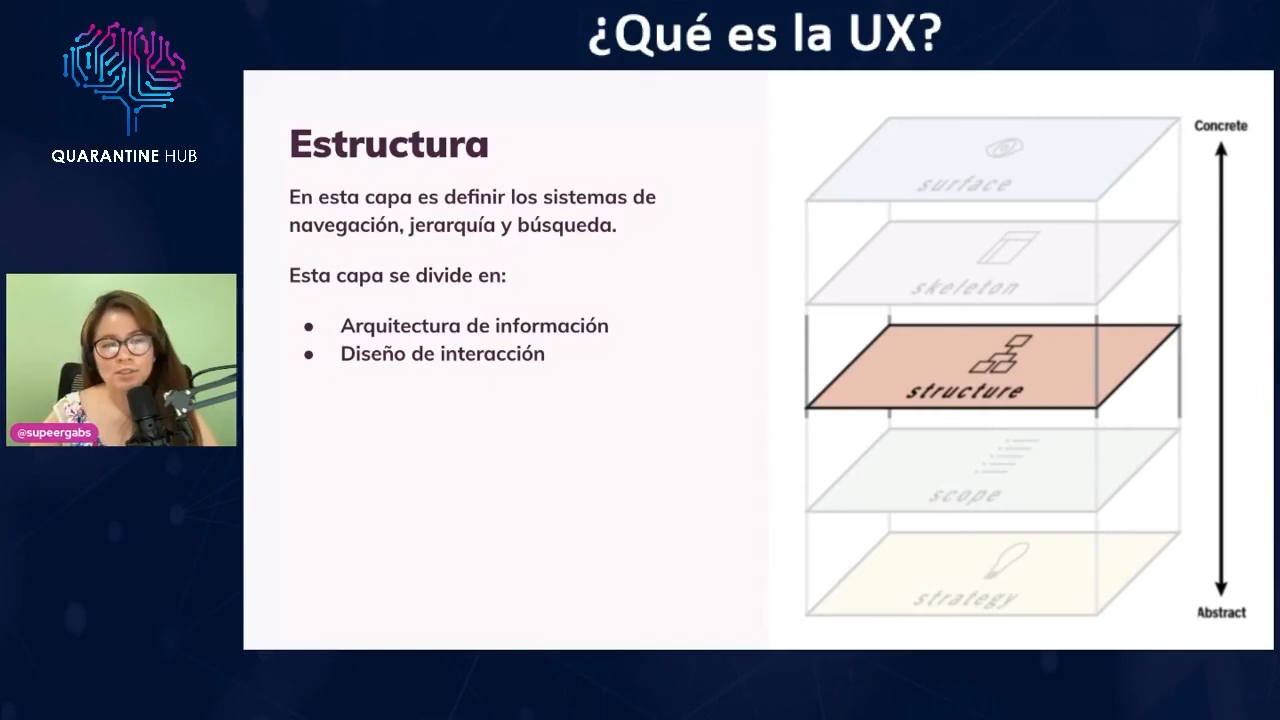 ¿Qué es la UX?
QUARANTINE HUB
@supeergabs
Estructura
En esta capa es definir los sistemas de
navegación, jerarquía y búsqueda.
Esta capa se divide en:
● Arquitectura de información
● Diseño de interacción
Concrete
surface
skeleton
structure
scope
strategy
Abstract